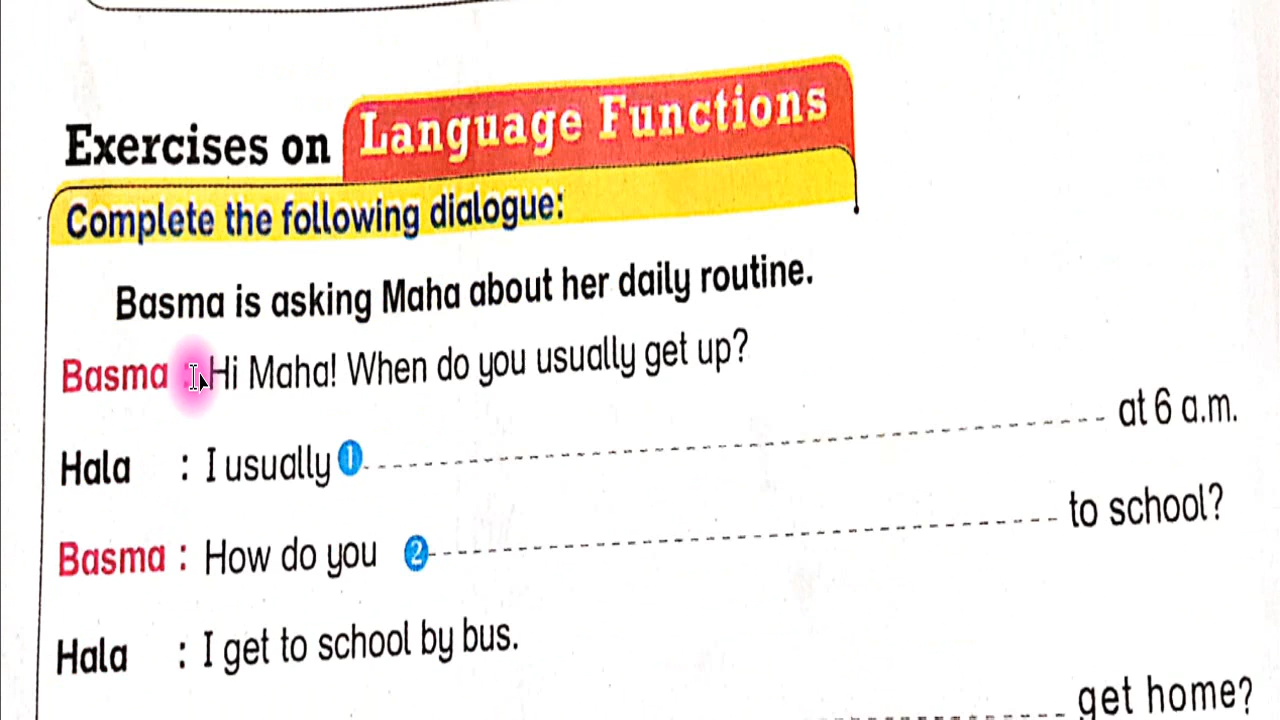 Exercises on Language Functions
Complete the following dialogue:
Basma is asking Maha about her daily routine.
Basma : Hi Maha! When do you usually get up?
Hala : I usually 1 ------------------------ at 6 a.m.
Basma : How do you 2 ------------------------ to school?
Hala : I get to school by bus.
------ get home?